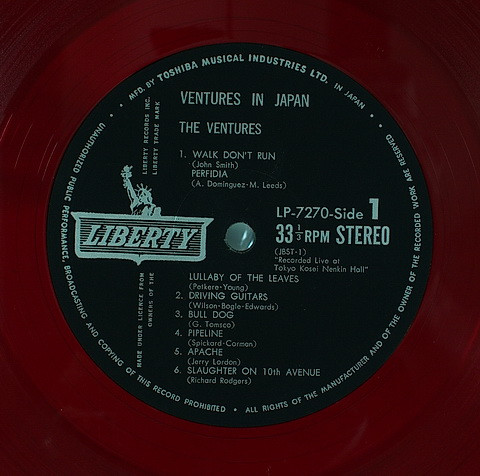 MFD. BY TOSHIBA MUSICAL INDUSTRIES LTD. IN JAPAN
VENTURES IN JAPAN
THE VENTURES
LIBERTY RECORDS INC.
LIBERTY TRADE MARK
1. WALK DON'T RUN
(John Smith)
PERFIDIA
(A. Dominguez-M. Leeds)
LIBERTY
LP-7270-Side 1
33 1/3 RPM STEREO
(JBST-1)
"Recorded Live at
Tokyo Kosei Nenkin Hall"
MADE UNDER LICENCE FROM
OWNERS OF THE
LULLABY OF THE LEAVES
(Petkere-Young)
2. DRIVING GUITARS
(Wilson-Bogle-Edwards)
3. BULL DOG
(G. Tomsco)
4. PIPELINE
(Spickard-Carman)
5. APACHE
(Jerry Lordon)
6. SLAUGHTER ON 10th AVENUE
(Richard Rodgers)
UNAUTHORIZED PUBLIC PERFORMANCE, BROADCASTING AND COPYING OF THIS RECORD PROHIBITED • ALL RIGHTS OF THE MANUFACTURER AND OF THE OWNER OF THE RECORDED WORK ARE RESERVED